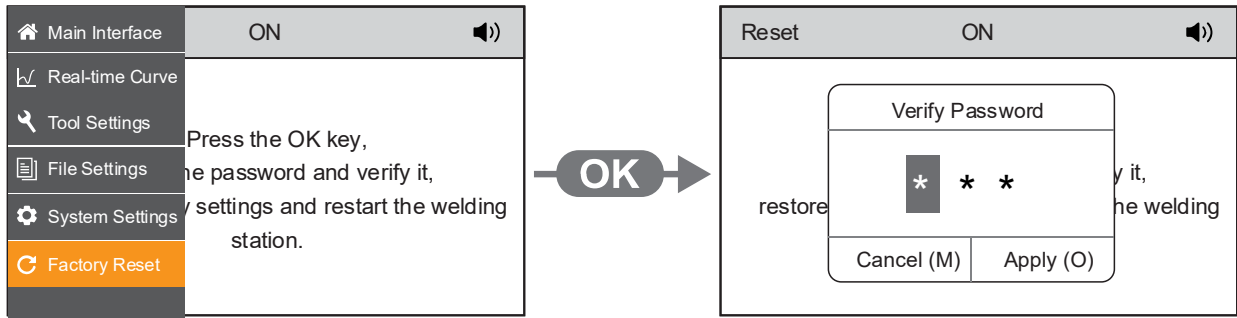 Main Interface
ON
Real-time Curve
Tool Settings
Press the OK key,
File Settings
he password and verify it,
System Settings
y settings and restart the welding
station.
Factory Reset
OK
Reset
ON
Verify Password
* * *
y it,
restore
he welding
Cancel (M)
Apply (O)